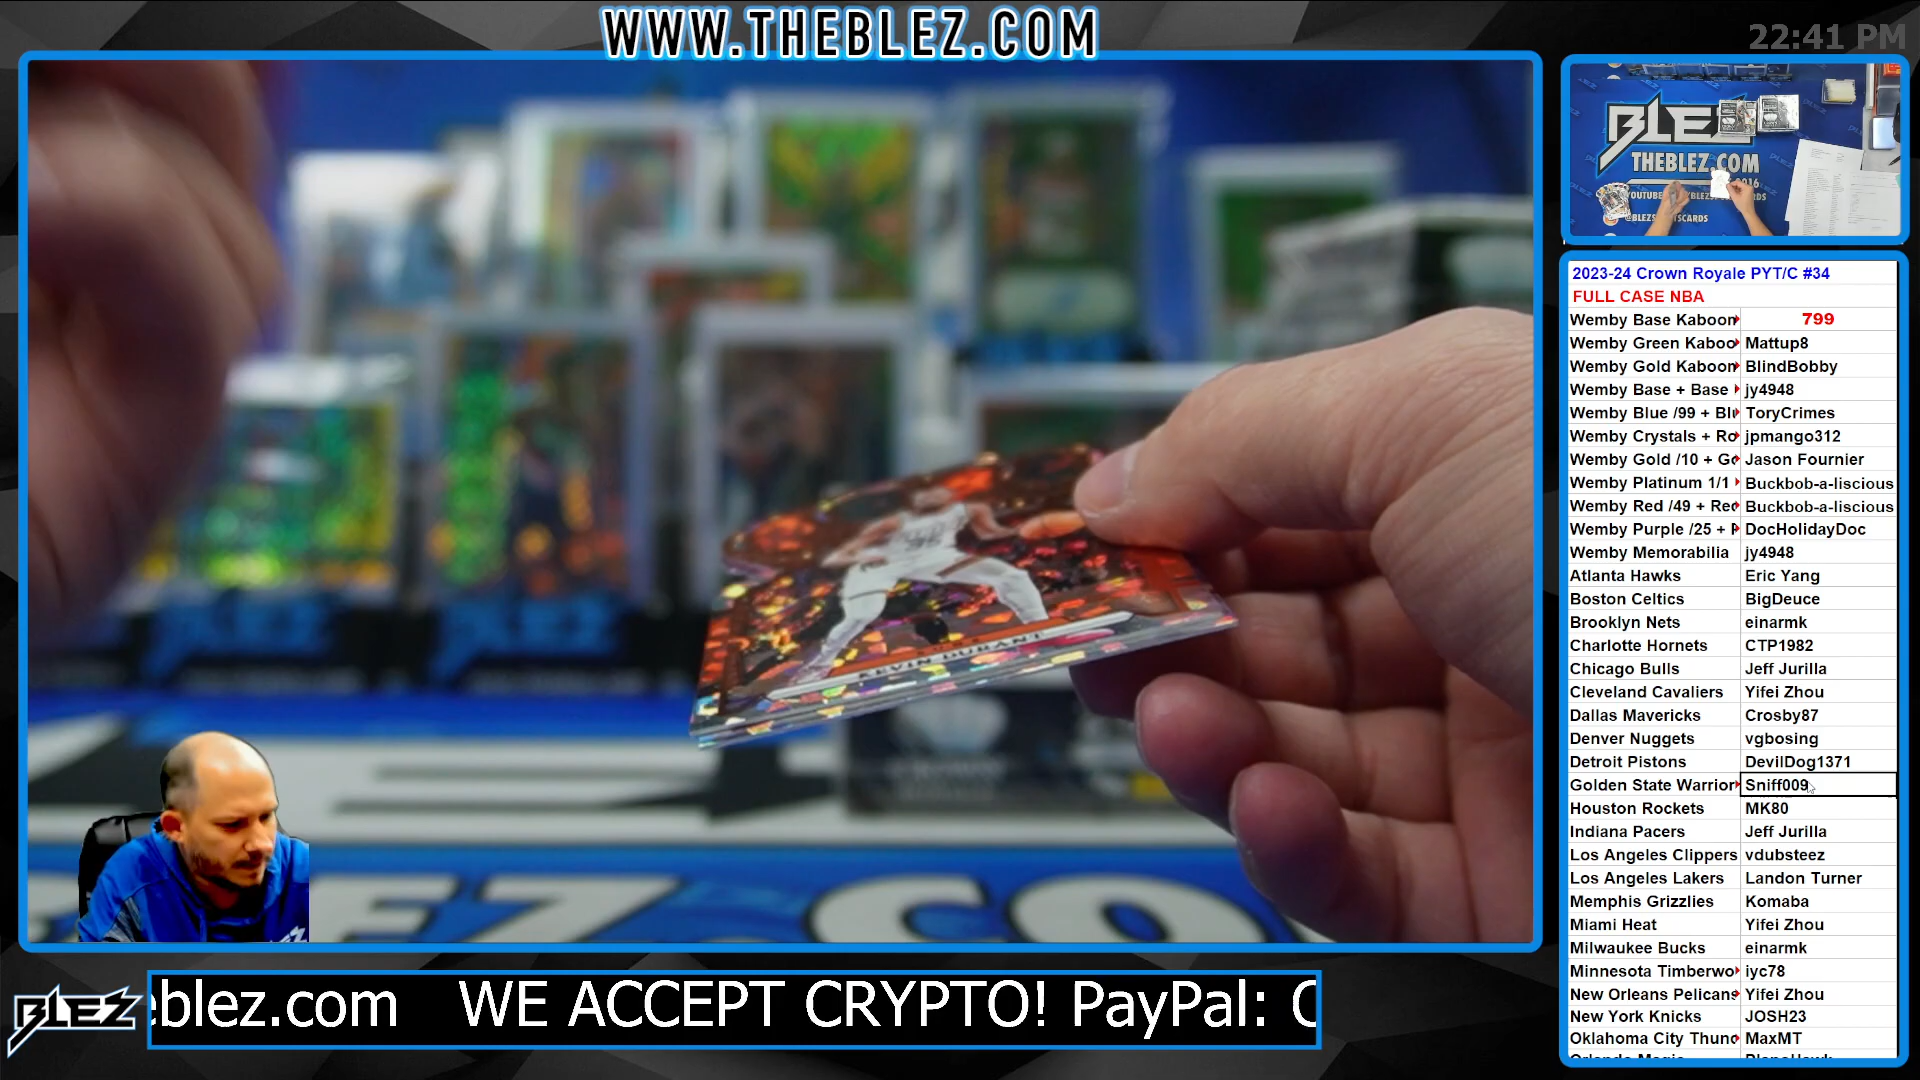 WWW.THEBLEZ.COM
22:41 PM
BLEZ
THEBLEZ.COM
2023-24 Crown Royale PYT/C #34
FULL CASE NBA
Wemby Base Kaboom 799
Wemby Green Kaboo Mattup8
Wemby Gold Kaboom BlindBobby
Wemby Base + Base jy4948
Wemby Blue /99 + Blu ToryCrimes
Wemby Crystals + Ro jpmango312
Wemby Gold /10 + Go Jason Fournier
Wemby Platinum 1/1 Buckbob-a-liscious
Wemby Red /49 + Red Buckbob-a-liscious
Wemby Purple /25 + P DocHolidayDoc
Wemby Memorabilia jy4948
Atlanta Hawks Eric Yang
Boston Celtics BigDeuce
Brooklyn Nets einarmk
Charlotte Hornets CTP1982
Chicago Bulls Jeff Jurilla
Cleveland Cavaliers Yifei Zhou
Dallas Mavericks Crosby87
Denver Nuggets vgbosing
Detroit Pistons DevilDog1371
Golden State Warrior Sniff009
Houston Rockets MK80
Indiana Pacers Jeff Jurilla
Los Angeles Clippers vdubsteez
Los Angeles Lakers Landon Turner
Memphis Grizzlies Komaba
Miami Heat Yifei Zhou
Milwaukee Bucks einarmk
Minnesota Timberwo iyc78
New Orleans Pelicans Yifei Zhou
New York Knicks JOSH23
Oklahoma City Thund MaxMT
KEVIN DURANT
BLEZ
eblez.com WE ACCEPT CRYPTO! PayPal: C